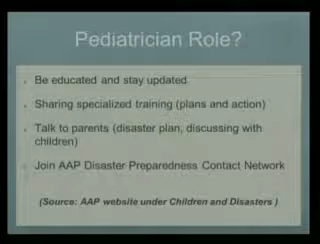 Pediatrician Role?
Be educated and stay updated
Sharing specialized training (plans and action)
Talk to parents (disaster plan, discussing with
children)
Join AAP Disaster Preparedness Contact Network
(Source: AAP website under Children and Disasters )